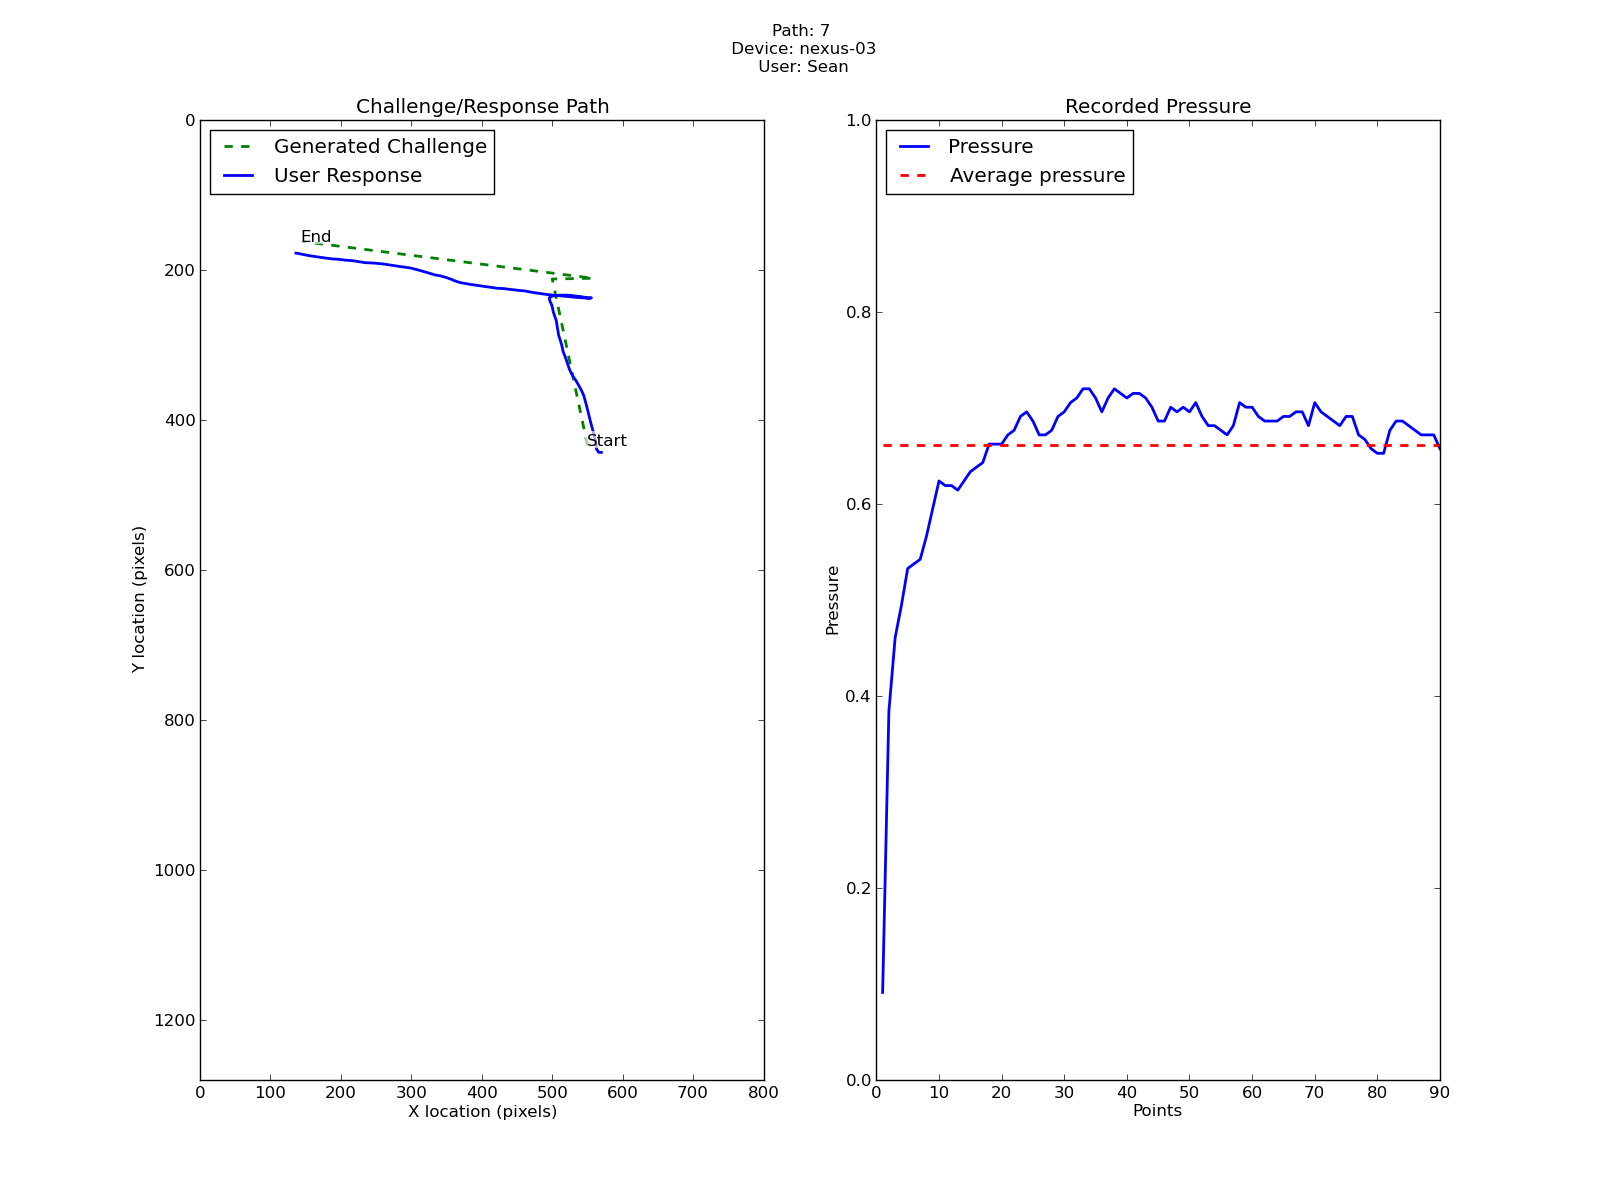 Path: 7
Device: nexus-03
User: Sean
Challenge/Response Path
Generated Challenge
User Response
End
Start
0
200
400
600
800
1000
1200
Y location (pixels)
0 100 200 300 400 500 600 700 800
X location (pixels)
Recorded Pressure
Pressure
Average pressure
1.0
0.8
0.6
0.4
0.2
0.0
Pressure
0 10 20 30 40 50 60 70 80 90
Points